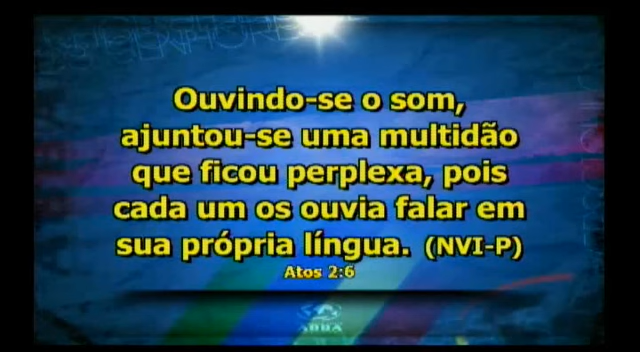 Ouvindo-se o som,
ajuntou-se uma multidão
que ficou perplexa, pois
cada um os ouvia falar em
sua própria língua. (NVI-P)
Atos 2:6
ABBA